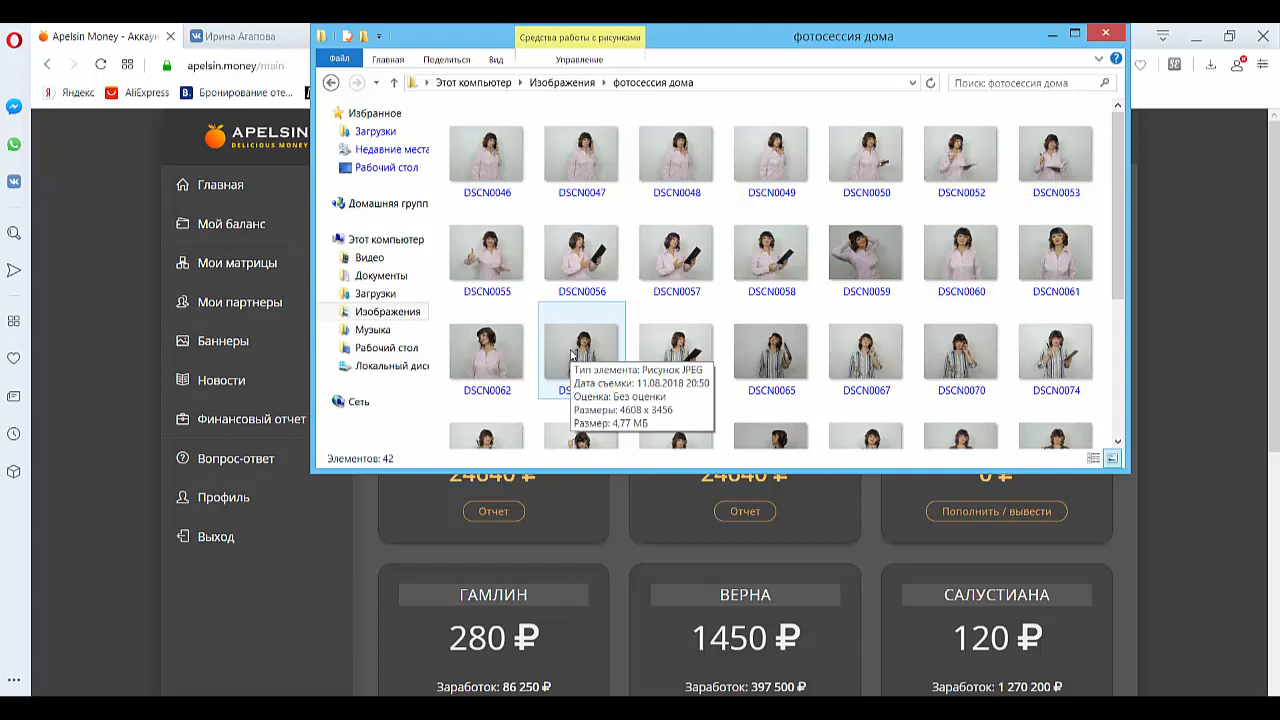 Apelsin Money - Аккаун
Ирина Агапова
apelsin.money/main
Яндекс
AliExpress
Бронирование оте...
Средства работы с рисунками
фотосессия дома
Файл
Главная
Поделиться
Вид
Управление
Этот компьютер
Изображения
фотосессия дома
Поиск: фотосессия дома
Избранное
Загрузки
Недавние места
Рабочий стол
Домашняя групп
Этот компьютер
Видео
Документы
Загрузки
Изображения
Музыка
Рабочий стол
Локальный дис
Сеть
DSCN0046
DSCN0047
DSCN0048
DSCN0049
DSCN0050
DSCN0052
DSCN0053
DSCN0055
DSCN0056
DSCN0057
DSCN0058
DSCN0059
DSCN0060
DSCN0061
DSCN0062
DSCN0065
DSCN0067
DSCN0070
DSCN0074
Тип элемента: Рисунок JPEG
Дата съемки: 11.08.2018 20:50
Оценка: Без оценки
Размеры: 4608 x 3456
Размер: 4,77 МБ
Элементов: 42
APELSIN
DELICIOUS MONEY
Главная
Мой баланс
Мои матрицы
Мои партнеры
Баннеры
Новости
Финансовый отчет
Вопрос-ответ
Профиль
Выход
24640 ₽
24640 ₽
0 ₽
Отчет
Отчет
Пополнить / вывести
ГАМЛИН
ВЕРНА
САЛУСТИАНА
280 ₽
1450 ₽
120 ₽
Заработок: 86 250 ₽
Заработок: 397 500 ₽
Заработок: 1 270 200 ₽